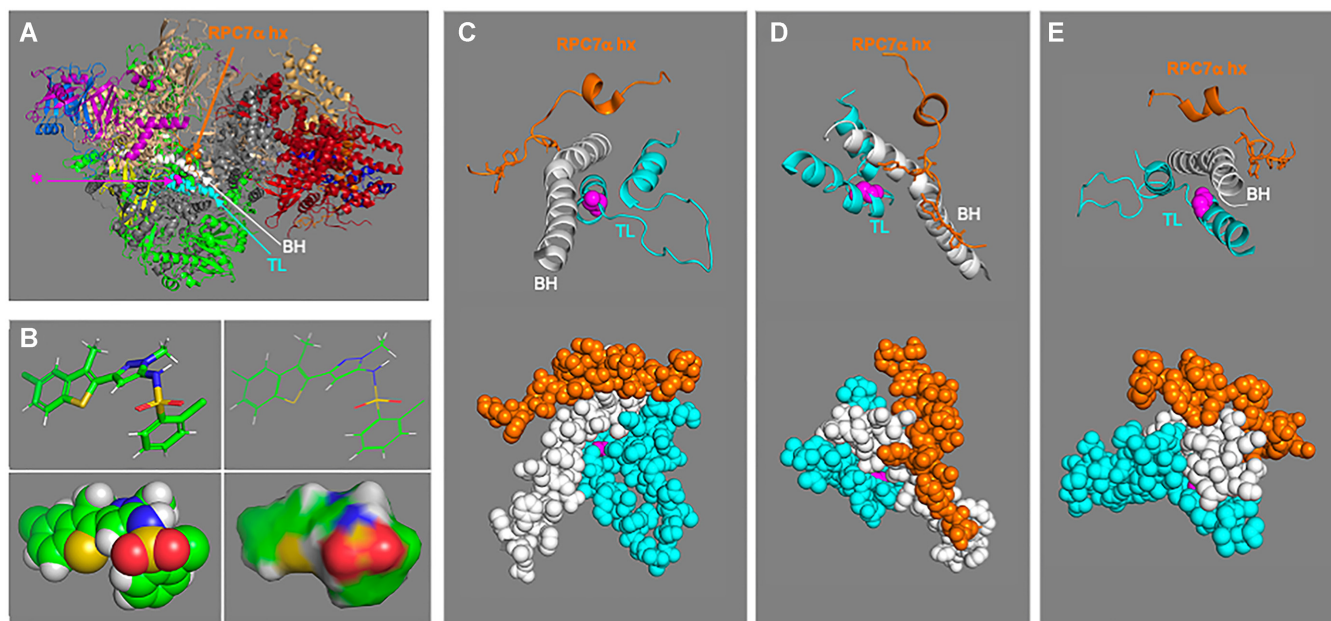 A
RPC7α hx
*
BH
TL
B
C
RPC7α hx
TL
BH
D
RPC7α hx
TL
BH
E
RPC7α hx
TL
BH